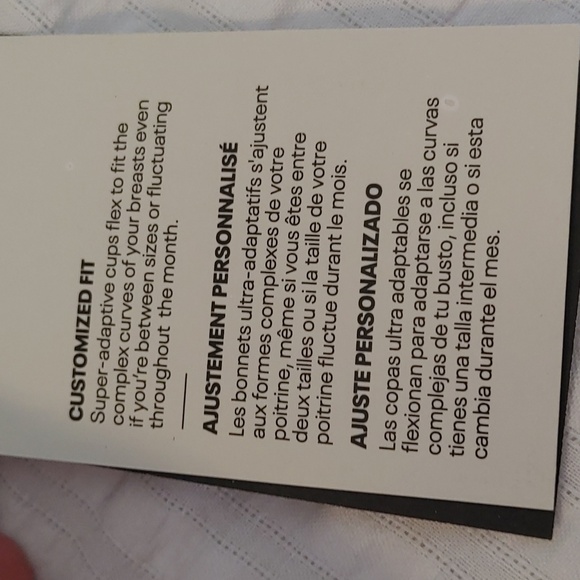 CUSTOMIZED FIT
Super-adaptive cups flex to fit the
complex curves of your breasts even
if you're between sizes or fluctuating
throughout the month.
AJUSTEMENT PERSONNALISÉ
Les bonnets ultra-adaptatifs s'ajustent
aux formes complexes de votre
poitrine, même si vous êtes entre
deux tailles ou si la taille de votre
poitrine fluctue durant le mois.
AJUSTE PERSONALIZADO
Las copas ultra adaptables se
flexionan para adaptarse a las curvas
complejas de tu busto, incluso si
tienes una talla intermedia o si esta
cambia durante el mes.